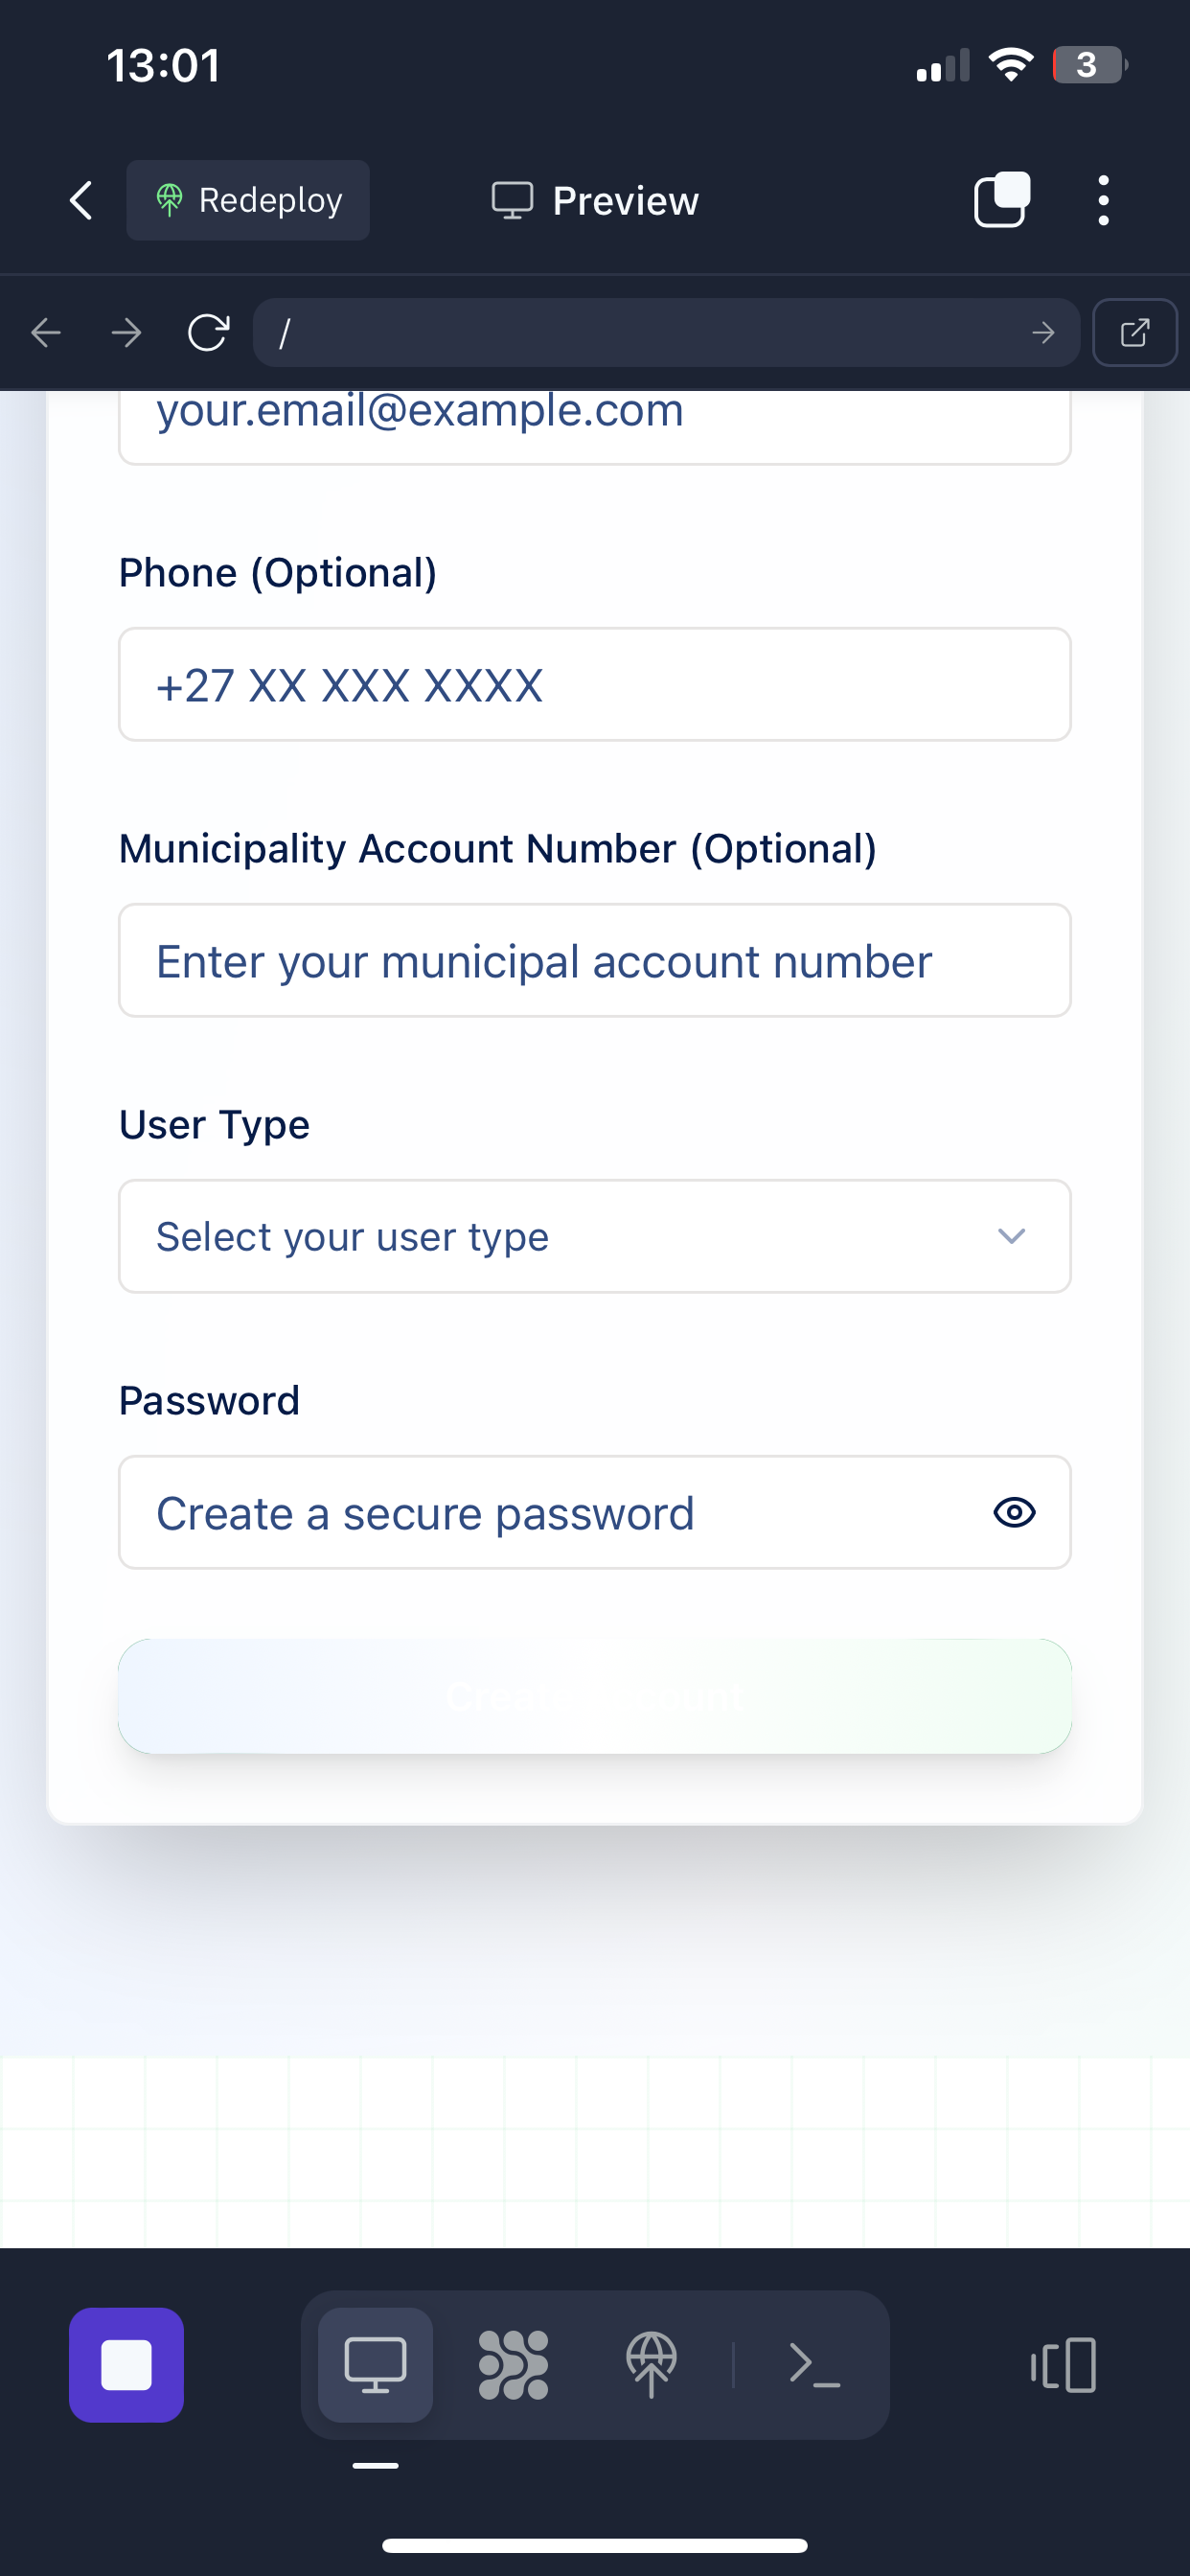 13:01
3
Redeploy
Preview
/
your.email@example.com
Phone (Optional)
+27 XX XXX XXXX
Municipality Account Number (Optional)
Enter your municipal account number
User Type
Select your user type
Password
Create a secure password